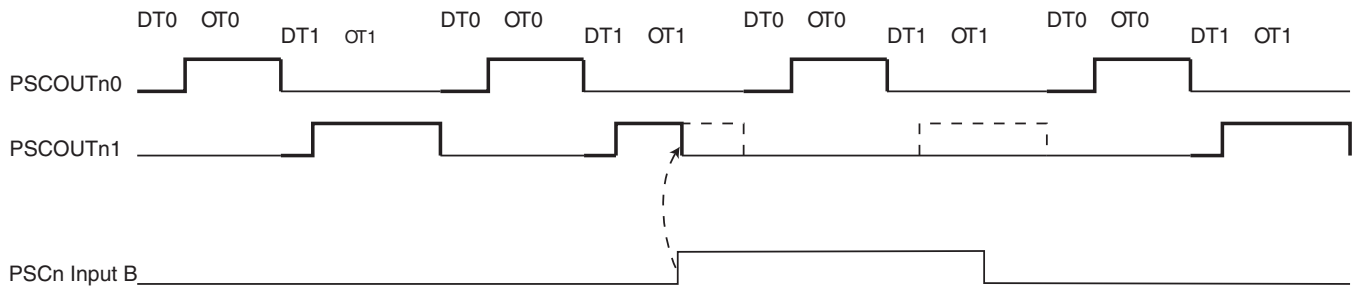 DT0 OT0 DT0 OT0 DT0 OT0 DT0 OT0
DT1 OT1 DT1 OT1 DT1 OT1 DT1 OT1
PSCOUTn0
PSCOUTn1
PSCn Input B